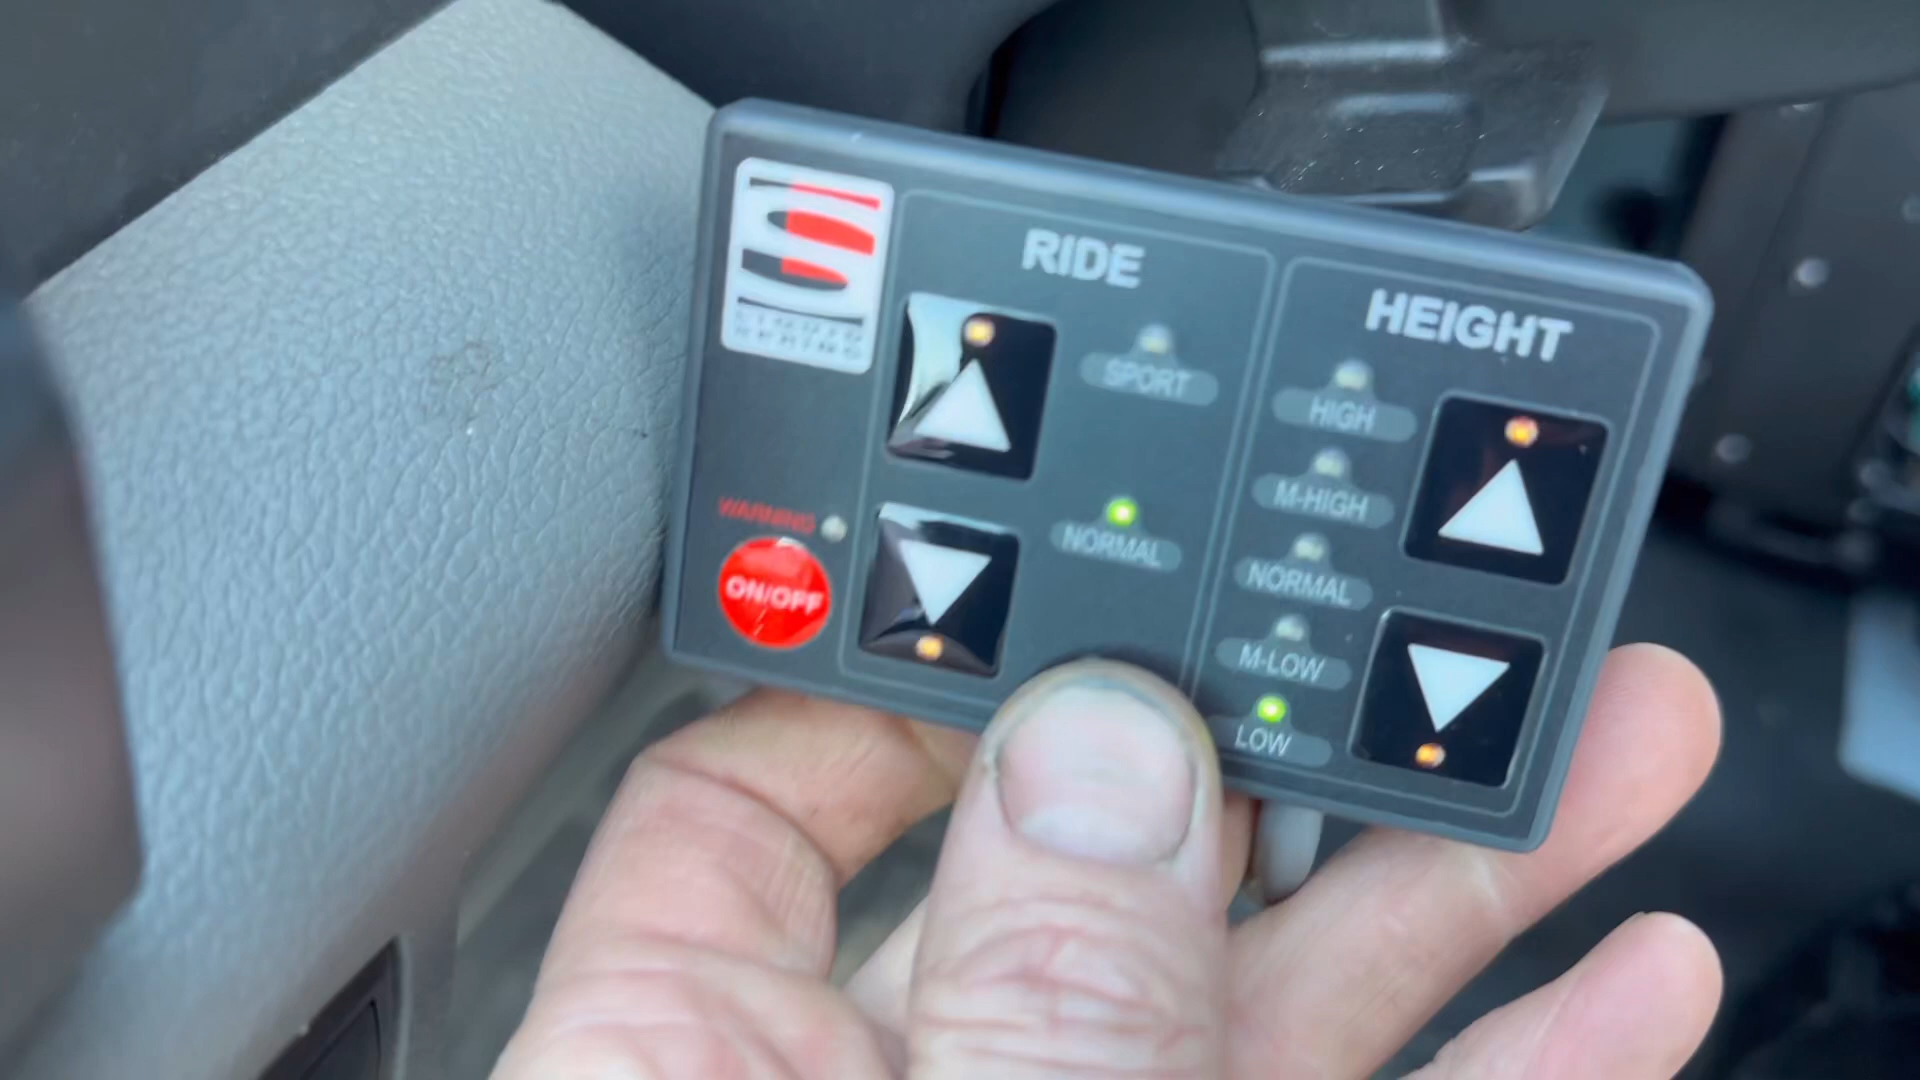 RIDE
SPORT
NORMAL
HEIGHT
HIGH
M-HIGH
NORMAL
M-LOW
LOW
WARNING
ON/OFF